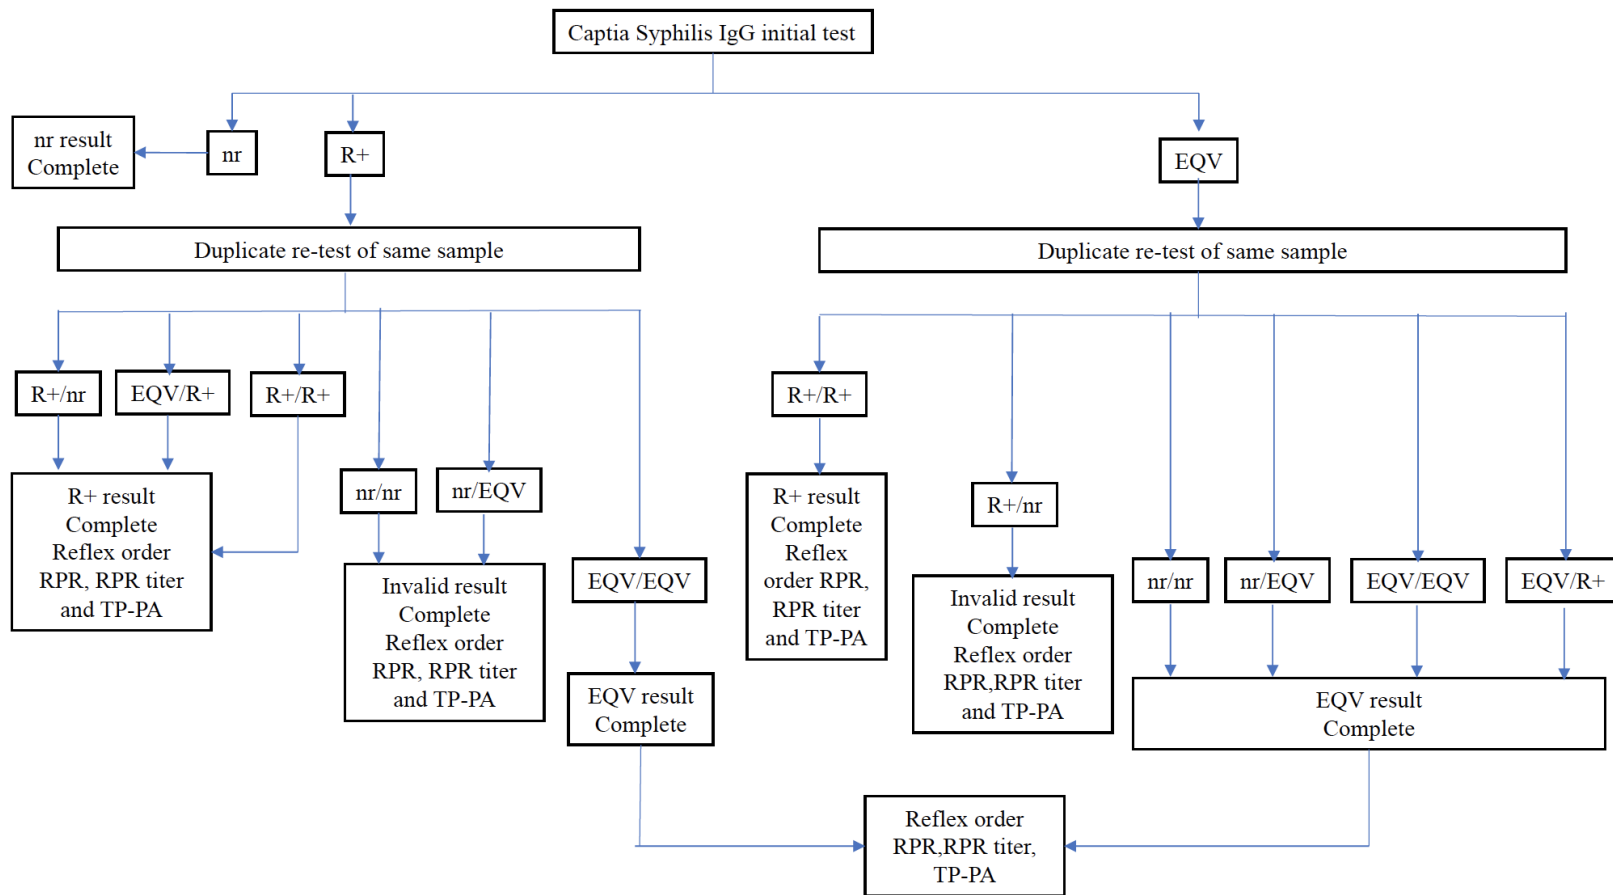 Captia Syphilis IgG initial test
nr result
Complete
nr
R+
EQV
Duplicate re-test of same sample
Duplicate re-test of same sample
R+/nr
EQV/R+
R+/R+
nr/nr
nr/EQV
EQV/EQV
R+ result
Complete
Reflex order
RPR, RPR titer
and TP-PA
Invalid result
Complete
Reflex order
RPR, RPR titer
and TP-PA
EQV result
Complete
R+/R+
R+/nr
nr/nr
nr/EQV
EQV/EQV
EQV/R+
R+ result
Complete
Reflex
order RPR,
RPR titer
and TP-PA
Invalid result
Complete
Reflex order
RPR,RPR titer
and TP-PA
EQV result
Complete
Reflex order
RPR,RPR titer,
TP-PA